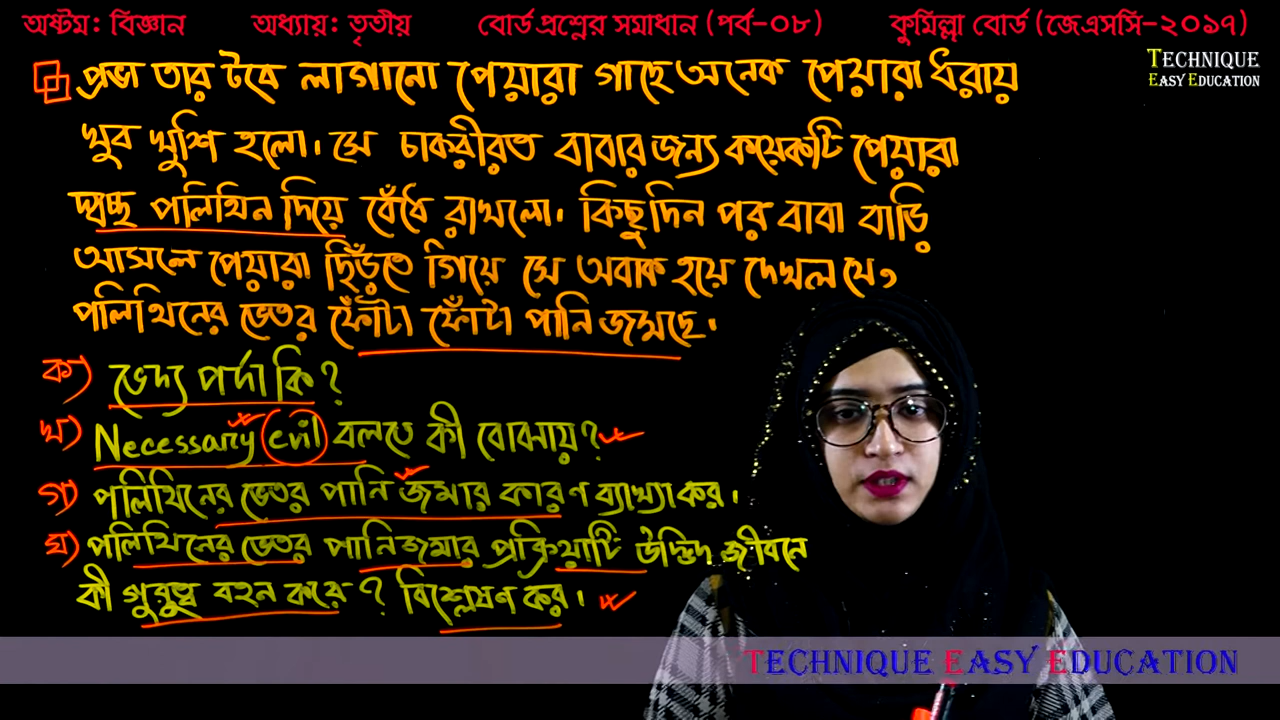 অষ্টম: বিজ্ঞান অধ্যায়: তৃতীয় বোর্ড প্রশ্নের সমাধান (পর্ব-০৮) কুমিল্লা বোর্ড (জেএসসি-২০১৭)
TECHNIQUE
EASY EDUCATION
প্রভা তার টবে লাগানো পেয়ারা গাছে অনেক পেয়ারা ধরায়
খুব খুশি হলো। সে চাকরীরত বাবার জন্য কয়েকটি পেয়ারা
স্বচ্ছ পলিথিন দিয়ে বেঁধে রাখলো। কিছুদিন পর বাবা বাড়ি
আসলে পেয়ারা ছিঁড়তে গিয়ে সে অবাক হয়ে দেখল যে,
পলিথিনের ভেতর ফোঁটা ফোঁটা পানি জমছে।
ক) ভেদ্য পর্দা কি?
খ) Necessary evil বলতে কী বোঝায়?
গ) পলিথিনের ভেতর পানি জমার কারণ ব্যাখ্যা কর।
ঘ) পলিথিনের ভেতর পানি জমার প্রক্রিয়াটি উদ্ভিদ জীবনে
কী গুরুত্ব বহন করে? বিশ্লেষণ কর।
TECHNIQUE EASY EDUCATION